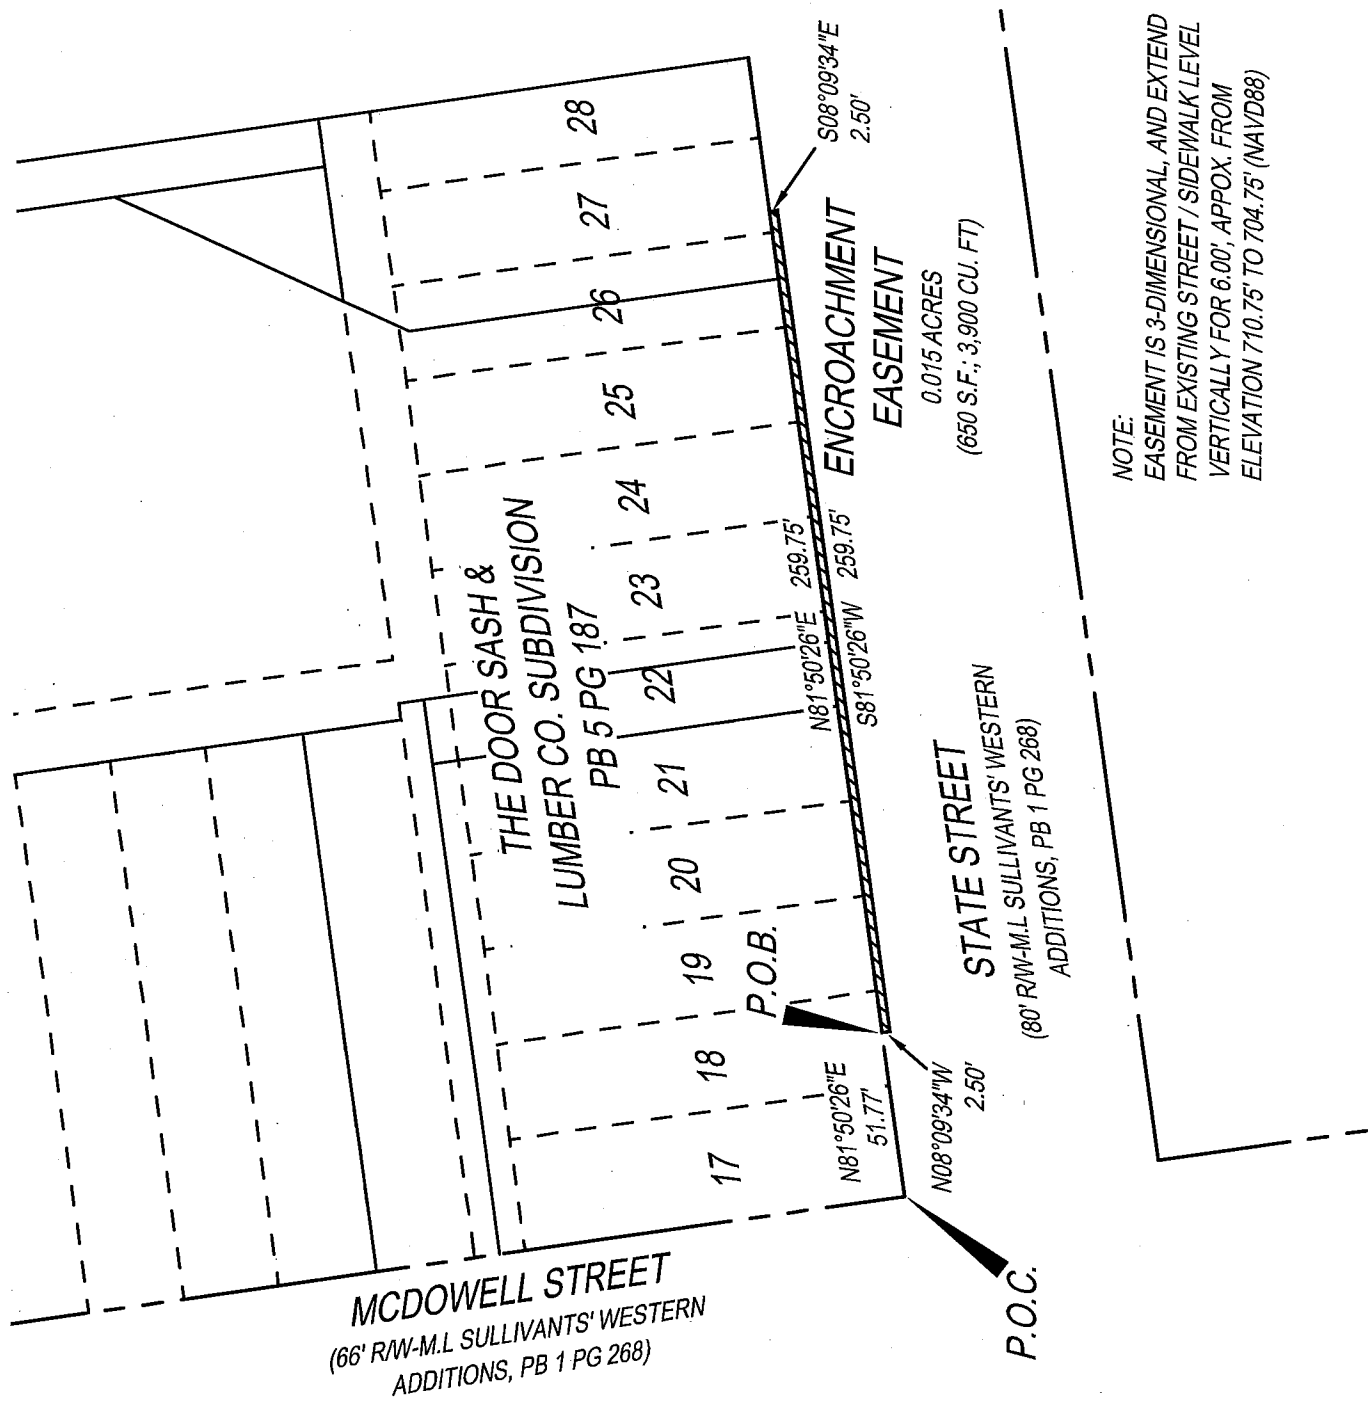 28
27
26
25
24
23
22
21
20
19
18
17
THE DOOR SASH &
LUMBER CO. SUBDIVISION
PB 5 PG 187
S08°09'34"E
2.50'
ENCROACHMENT
EASEMENT
0.015 ACRES
(650 S.F.; 3,900 CU. FT)
N81°50'26"E 259.75'
S81°50'26"W 259.75'
P.O.B.
N81°50'26"E
51.77'
N08°09'34"W
2.50'
P.O.C.
STATE STREET
(80' R/W-M.L SULLIVANTS' WESTERN
ADDITIONS, PB 1 PG 268)
MCDOWELL STREET
(66' R/W-M.L SULLIVANTS' WESTERN
ADDITIONS, PB 1 PG 268)
NOTE:
EASEMENT IS 3-DIMENSIONAL, AND EXTEND
FROM EXISTING STREET / SIDEWALK LEVEL
VERTICALLY FOR 6.00', APPOX. FROM
ELEVATION 710.75' TO 704.75' (NAVD88)